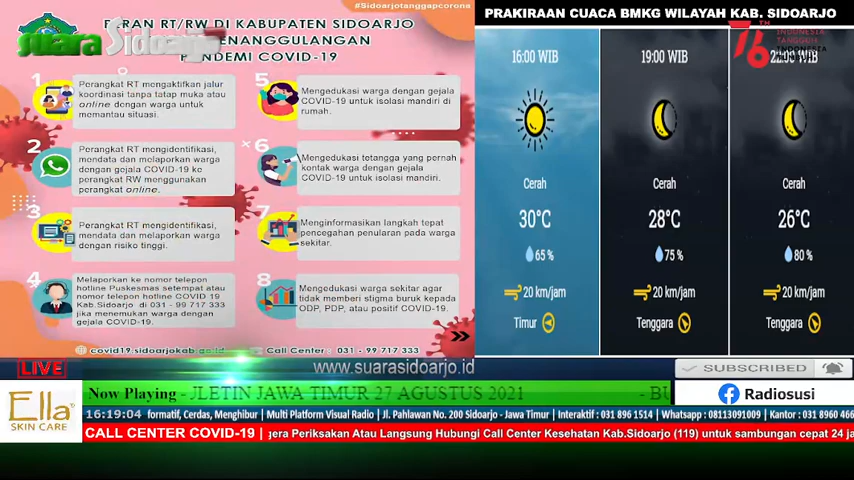 #Sidoarjotanggapcorona
suara Sidoarjo
PERAN RT/RW DI KABUPATEN SIDOARJO
PENANGGULANGAN
PANDEMI COVID-19
1
Perangkat RT mengaktifkan jalur
koordinasi tanpa tatap muka atau
online dengan warga untuk
memantau situasi.
2
Perangkat RT mengidentifikasi,
mendata dan melaporkan warga
dengan gejala COVID-19 ke
perangkat RW menggunakan
perangkat online.
3
Perangkat RT mengidentifikasi,
mendata dan melaporkan warga
dengan risiko tinggi.
4
Melaporkan ke nomor telepon
hotline Puskesmas setempat atau
nomor telepon hotline COVID 19
Kab.Sidoarjo di 031 - 99 717 333
jika menemukan warga dengan
gejala COVID-19.
5
Mengedukasi warga dengan gejala
COVID-19 untuk isolasi mandiri di
rumah.
6
Mengedukasi tetangga yang pernah
kontak warga dengan gejala
COVID-19 untuk isolasi mandiri.
7
Menginformasikan langkah tepat
pencegahan penularan pada warga
sekitar.
8
Mengedukasi warga sekitar agar
tidak memberi stigma buruk kepada
ODP, PDP, atau positif COVID-19.
covid19.sidoarjokab.go.id
Call Center : 031 - 99 717 333
PRAKIRAAN CUACA BMKG WILAYAH KAB. SIDOARJO
76
TH
INDONESIA
TANGGUH
INDONESIA
16:00 WIB
Cerah
30°C
65 %
20 km/jam
Timur
19:00 WIB
Cerah
28°C
75 %
20 km/jam
Tenggara
WIB
Cerah
26°C
80 %
20 km/jam
Tenggara
LIVE
www.suarasidoarjo.id
SUBSCRIBED
Now Playing - JLETIN JAWA TIMUR 27 AGUSTUS 2021 - BU
Radiosusi
Ella
SKIN CARE
16:19:04 formatif, Cerdas, Menghibur | Multi Platform Visual Radio | Jl. Pahlawan No. 200 Sidoarjo - Jawa Timur | Interaktif : 031 896 1514 | Whatsapp : 08113091009 | Kantor : 031 8960 466
CALL CENTER COVID-19 | gera Periksakan Atau Langsung Hubungi Call Center Kesehatan Kab.Sidoarjo (119) untuk sambungan cepat 24 ja